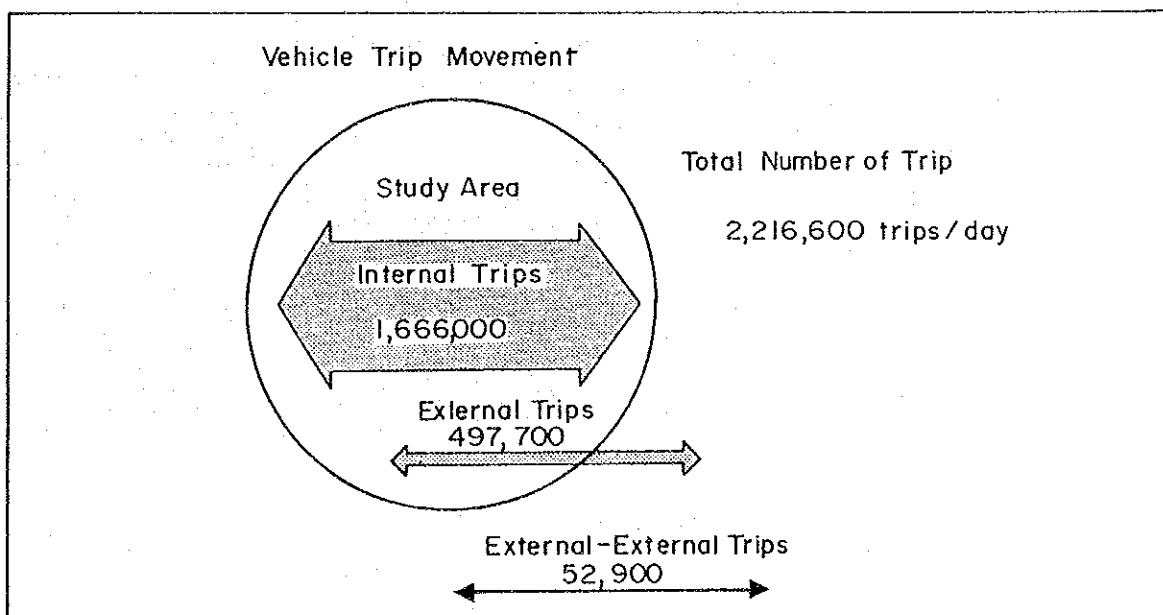 Vehicle Trip Movement
Study Area
Total Number of Trip
2,216,600 trips/day
Internal Trips
1,666,000
External Trips
497,700
External-External Trips
52,900